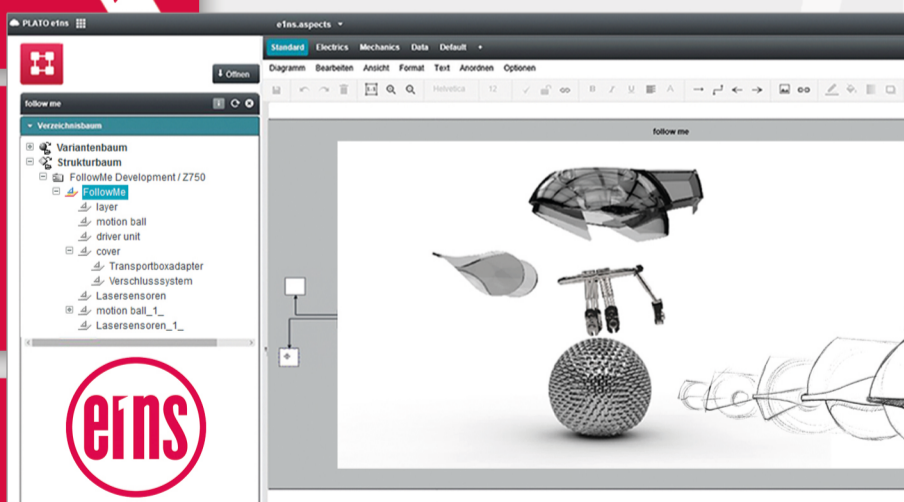 PLATO e1ns
e1ns.aspects
Öffnen
Standard Electrics Mechanics Data Default
Diagramm Bearbeiten Ansicht Format Text Anordnen Optionen
follow me
Helvetica 12 B I U A
Verzeichnisbaum
follow me
Variantenbaum
Strukturbaum
FollowMe Development / Z750
FollowMe
layer
motion ball
driver unit
cover
Transportboxadapter
Verschlusssystem
Lasersensoren
motion ball_1_
Lasersensoren_1_
e1ns